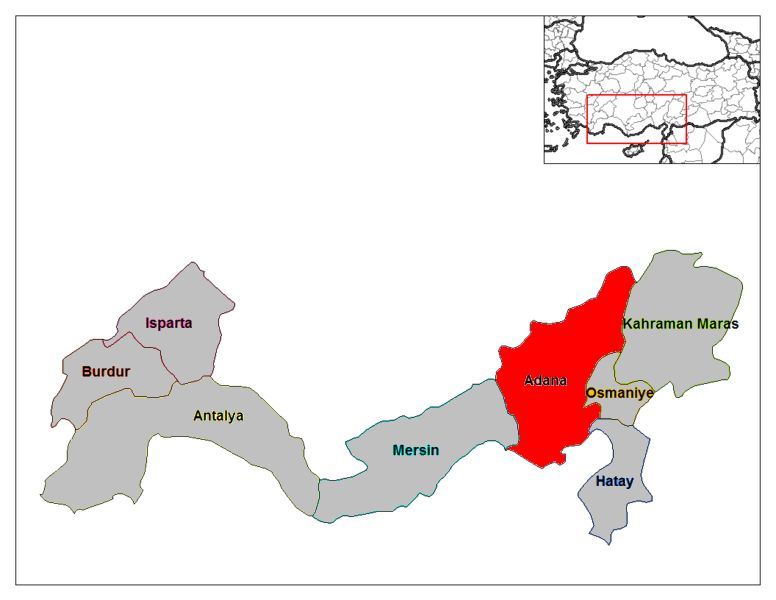 Isparta
Kahraman Maras
Burdur
Adana
Osmaniye
Antalya
Mersin
Hatay